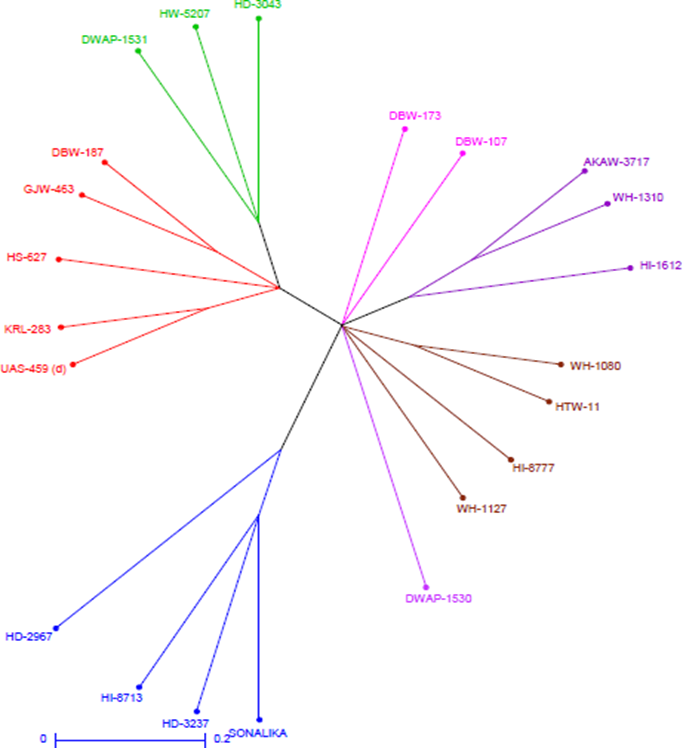 HD-3043
HW-5207
DWAP-1531
DBW-173
DBW-107
DBW-187
AKAW-3717
GJW-463
WH-1310
HS-627
HI-1612
KRL-283
UAS-459 (d)
WH-1080
HTW-11
HI-8777
WH-1127
DWAP-1530
HD-2967
HI-8713
HD-3237
SONALIKA
0 0.2